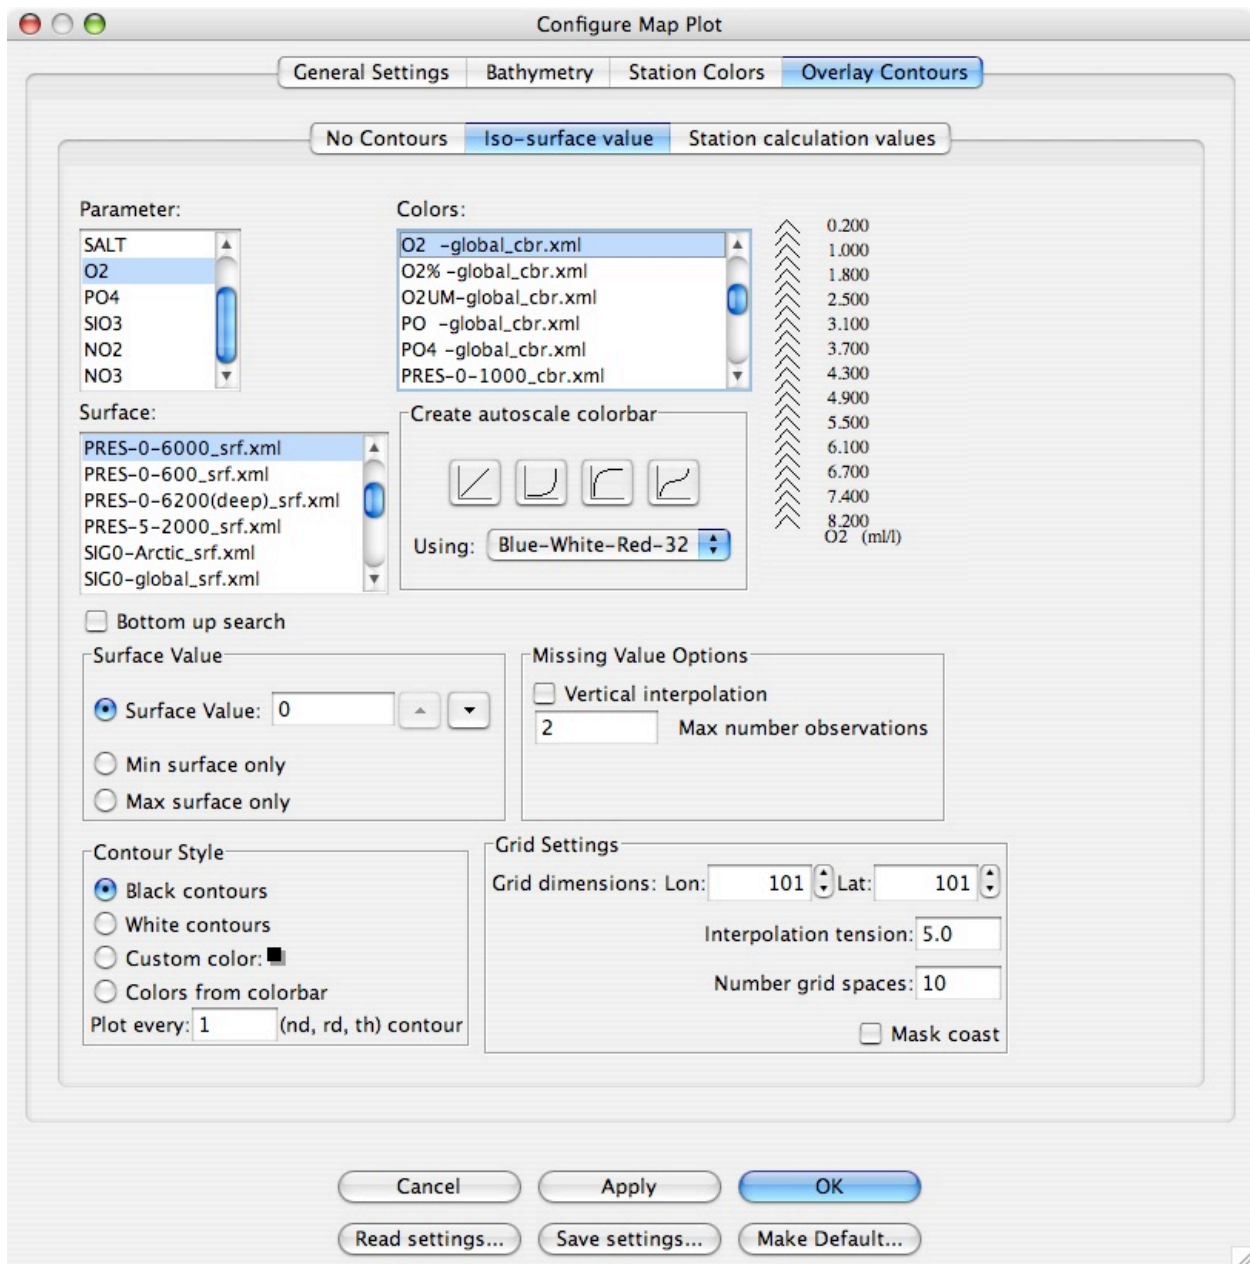 Configure Map Plot
General Settings Bathymetry Station Colors Overlay Contours
No Contours Iso-surface value Station calculation values
Parameter:
SALT
O2
PO4
SIO3
NO2
NO3
Colors:
O2 -global_cbr.xml
O2% -global_cbr.xml
O2UM-global_cbr.xml
PO -global_cbr.xml
PO4 -global_cbr.xml
PRES-0-1000_cbr.xml
0.200
1.000
1.800
2.500
3.100
3.700
4.300
4.900
5.500
6.100
6.700
7.400
8.200
O2 (ml/l)
Surface:
PRES-0-6000_srf.xml
PRES-0-600_srf.xml
PRES-0-6200(deep)_srf.xml
PRES-5-2000_srf.xml
SIG0-Arctic_srf.xml
SIG0-global_srf.xml
Create autoscale colorbar
Using: Blue-White-Red-32
Bottom up search
Surface Value
Surface Value: 0
Min surface only
Max surface only
Missing Value Options
Vertical interpolation
2 Max number observations
Contour Style
Black contours
White contours
Custom color:
Colors from colorbar
Plot every: 1 (nd, rd, th) contour
Grid Settings
Grid dimensions: Lon: 101 Lat: 101
Interpolation tension: 5.0
Number grid spaces: 10
Mask coast
Cancel Apply OK
Read settings... Save settings... Make Default...